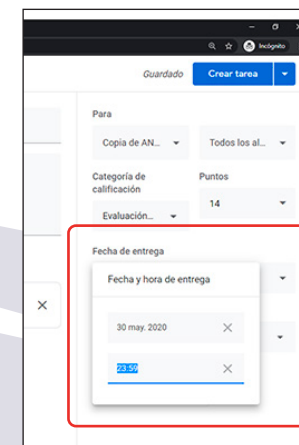 Incógnito
Guardado Crear tarea
Para
Copia de AN... Todos los al...
Categoría de calificación Puntos
Evaluación... 14
Fecha de entrega
Fecha y hora de entrega
30 may. 2020
23:59